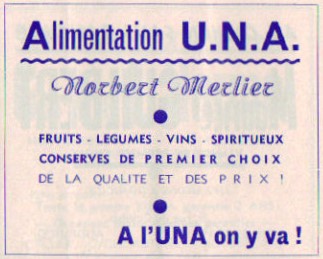 Alimentation U.N.A.
Norbert Merlier
FRUITS - LEGUMES - VINS - SPIRITUEUX
CONSERVES DE PREMIER CHOIX
DE LA QUALITE ET DES PRIX !
A l'UNA on y va !